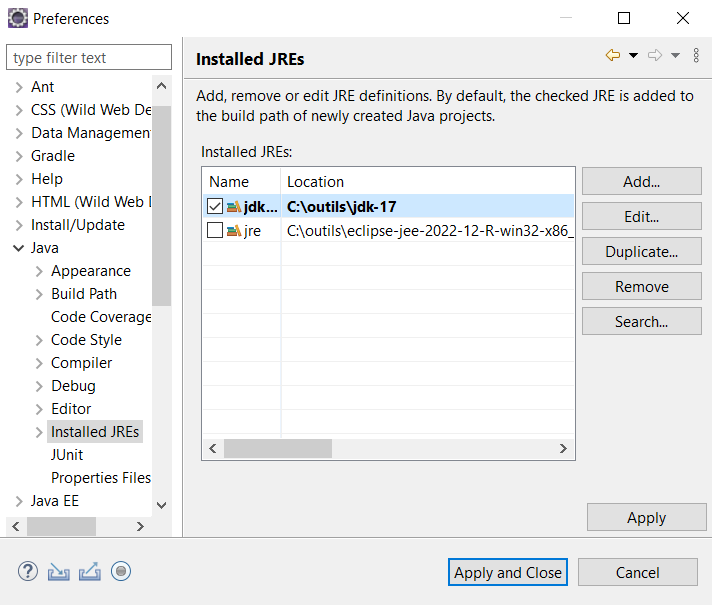 Preferences
type filter text
Ant
CSS (Wild Web De
Data Management
Gradle
Help
HTML (Wild Web D
Install/Update
Java
Appearance
Build Path
Code Coverage
Code Style
Compiler
Debug
Editor
Installed JREs
JUnit
Properties Files
Java EE
Installed JREs
Add, remove or edit JRE definitions. By default, the checked JRE is added to
the build path of newly created Java projects.
Installed JREs:
Name Location
jdk... C:\outils\jdk-17
jre C:\outils\eclipse-jee-2022-12-R-win32-x86_
Add...
Edit...
Duplicate...
Remove
Search...
Apply
? Apply and Close Cancel